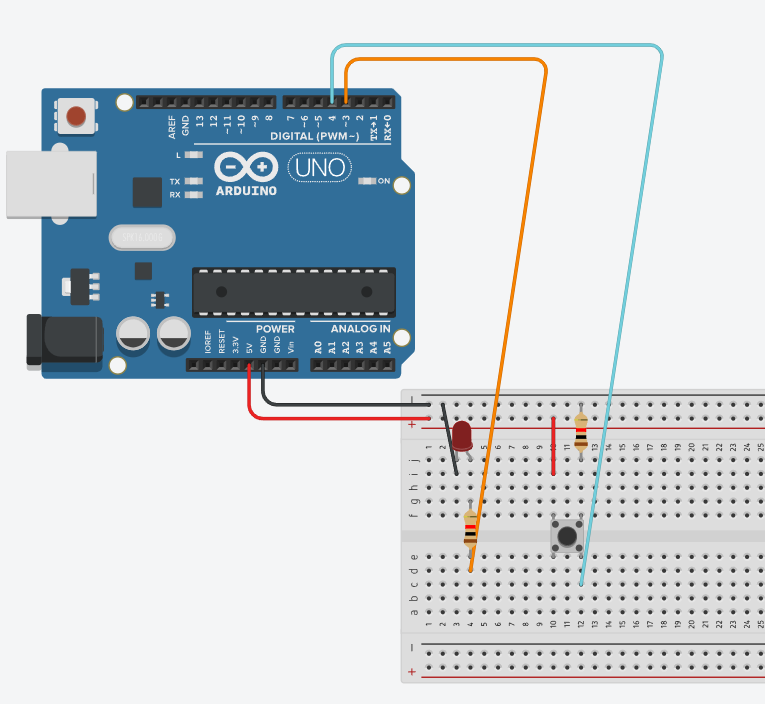 AREF
GND
13
12
~11
~10
~9
8
7
~6
~5
4
~3
2
TX→1
RX←0
DIGITAL (PWM~)
L
TX
RX
ARDUINO
UNO
ON
POWER
ANALOG IN
IOREF
RESET
3.3V
5V
GND
GND
Vin
A0
A1
A2
A3
A4
A5
−
+
1 2 3 4 5 6 7 8 9 10 11 12 13 14 15 16 17 18 19 20 21 22 23 24 25
j
i
h
g
f
e
d
c
b
a
1 2 3 4 5 6 7 8 9 10 11 12 13 14 15 16 17 18 19 20 21 22 23 24 25
−
+